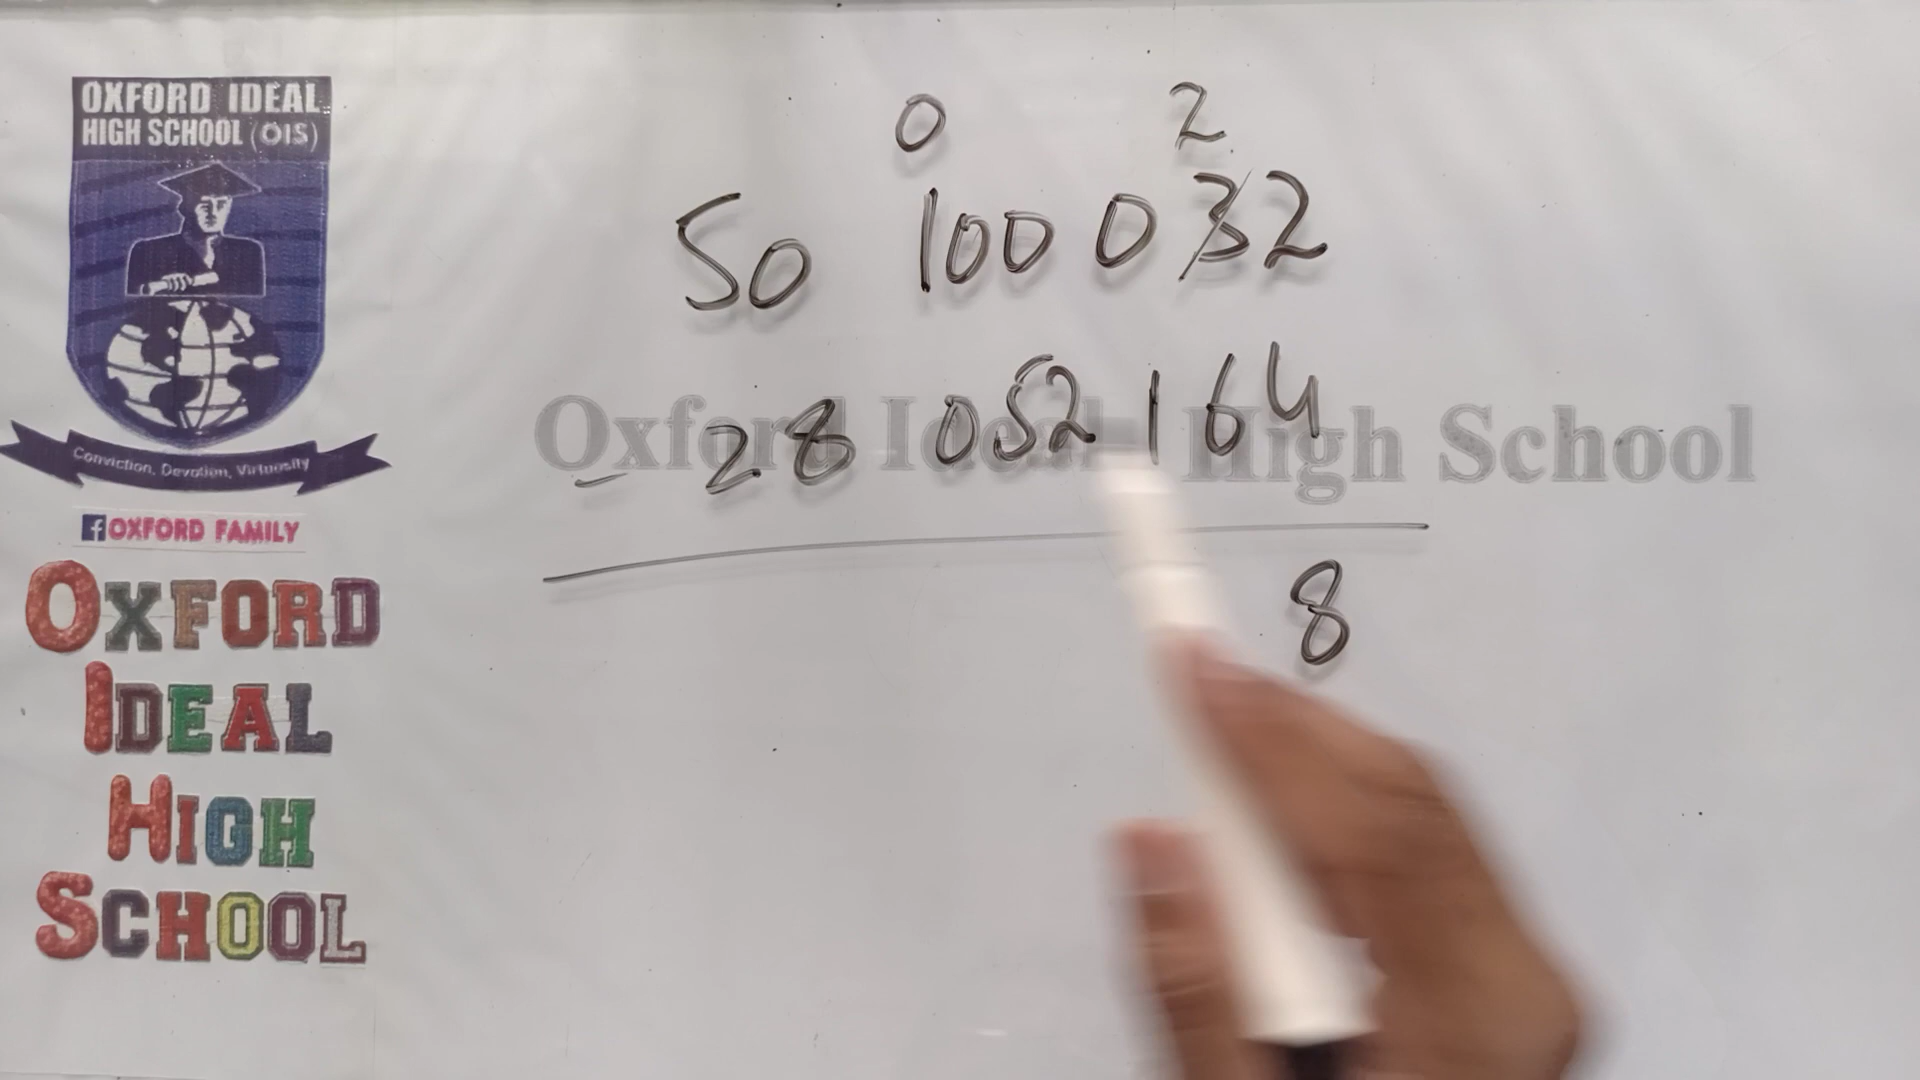 OXFORD IDEAL
HIGH SCHOOL (OIS)
Conviction, Devotion, Virtuosity
f OXFORD FAMILY
OXFORD
IDEAL
HIGH
SCHOOL
0 2
50 100 0 32
Oxford Ideal High School
- 28 052 164
8